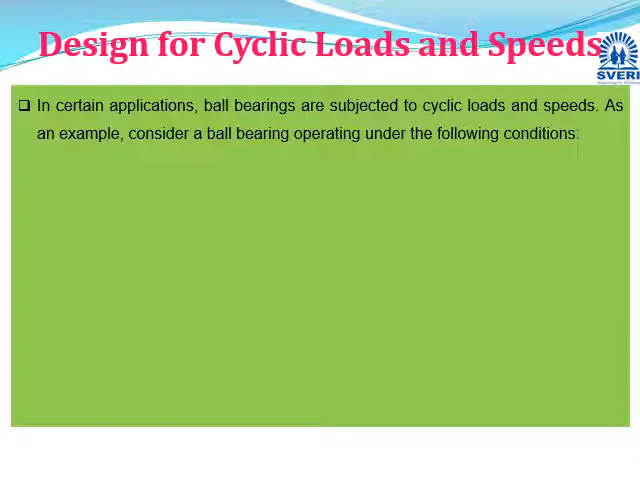 Design for Cyclic Loads and Speeds
SVERI
❑ In certain applications, ball bearings are subjected to cyclic loads and speeds. As
an example, consider a ball bearing operating under the following conditions: